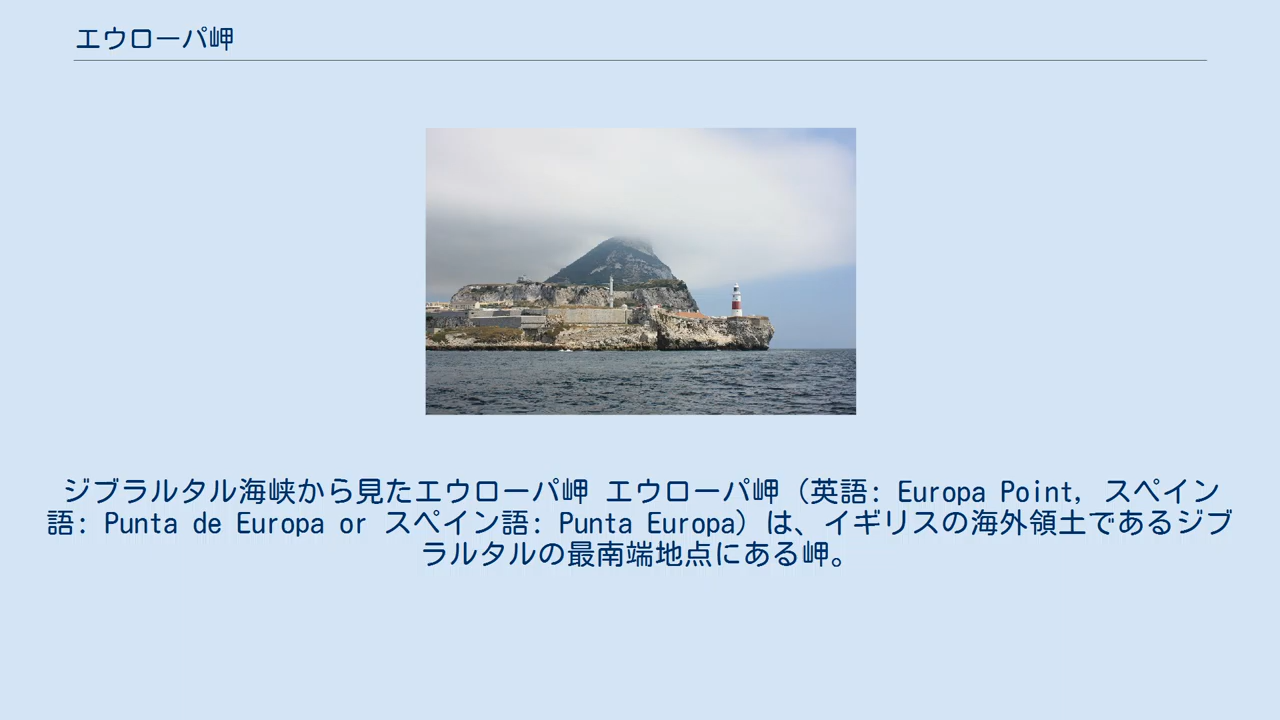 エウローパ岬
ジブラルタル海峡から見たエウローパ岬 エウローパ岬（英語: Europa Point, スペイン
語: Punta de Europa or スペイン語: Punta Europa）は、イギリスの海外領土であるジブ
ラルタルの最南端地点にある岬。